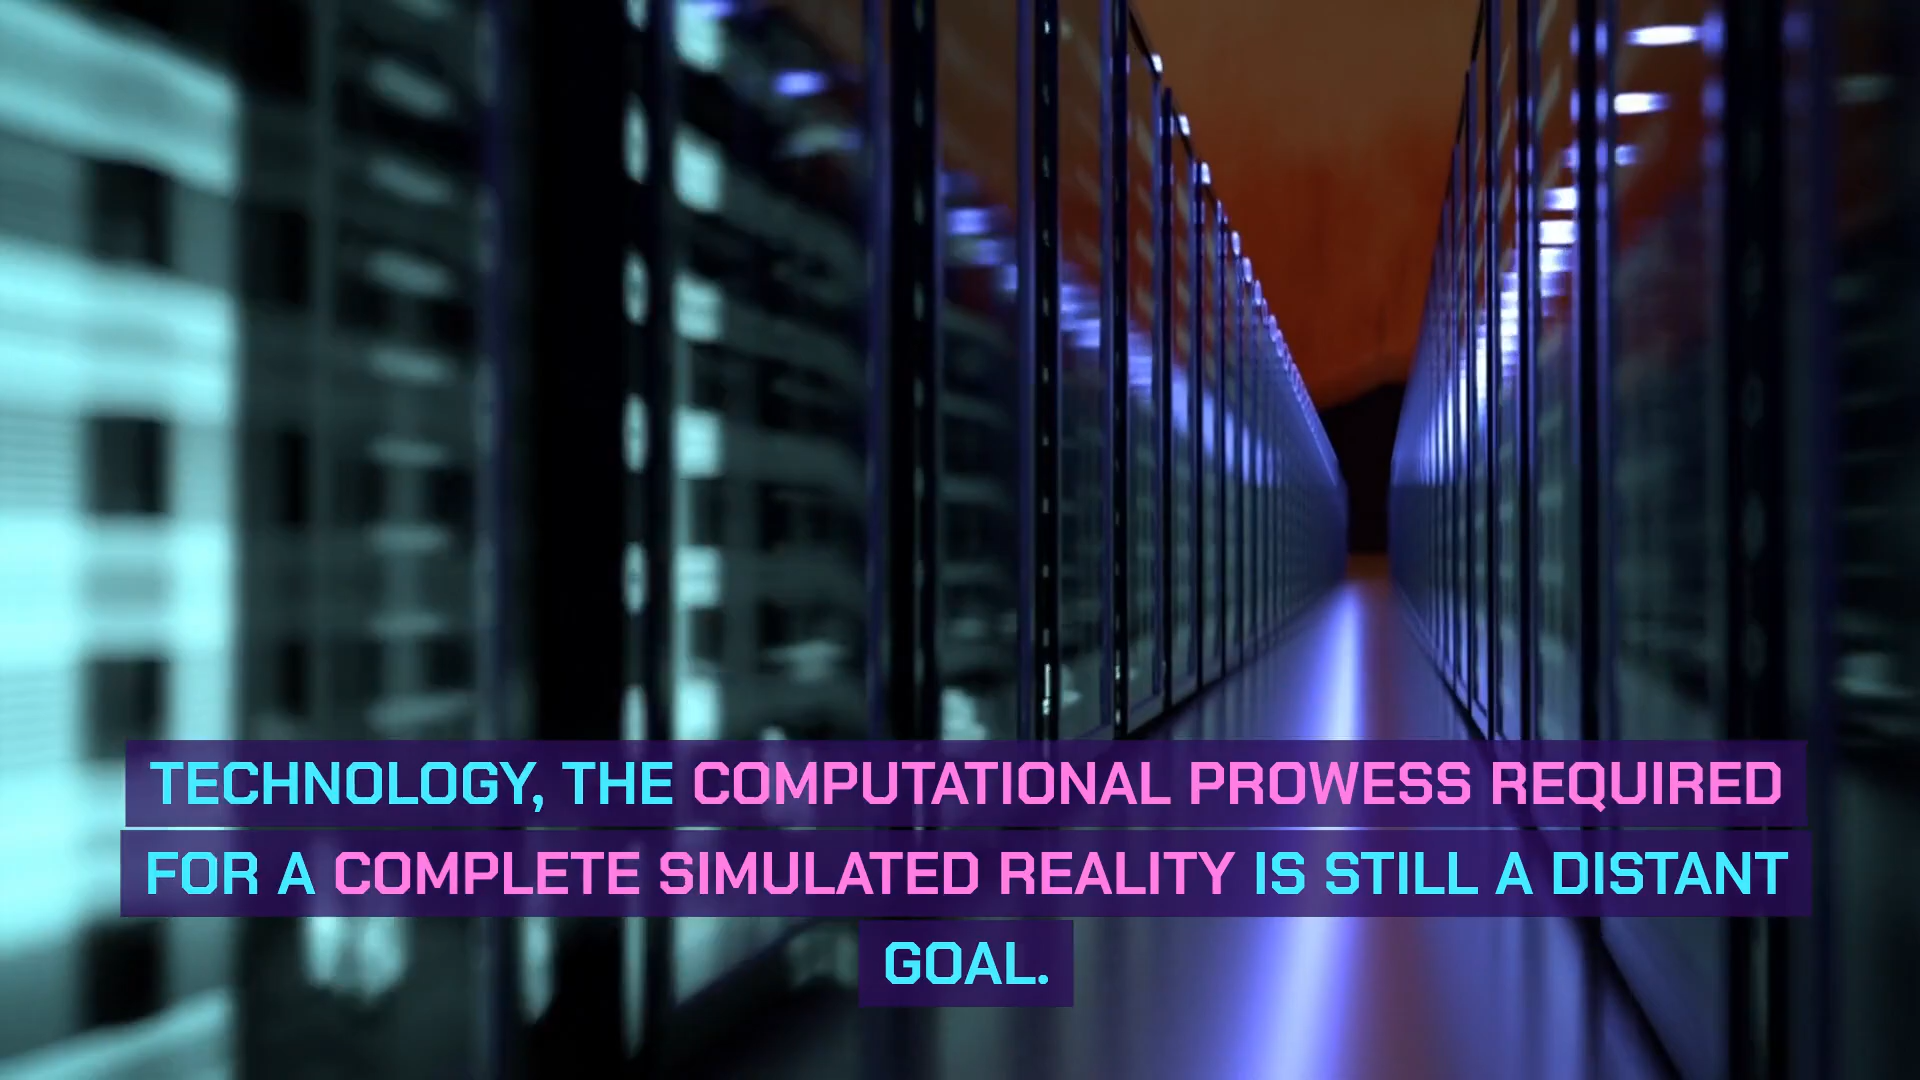 TECHNOLOGY, THE COMPUTATIONAL PROWESS REQUIRED
FOR A COMPLETE SIMULATED REALITY IS STILL A DISTANT
GOAL.